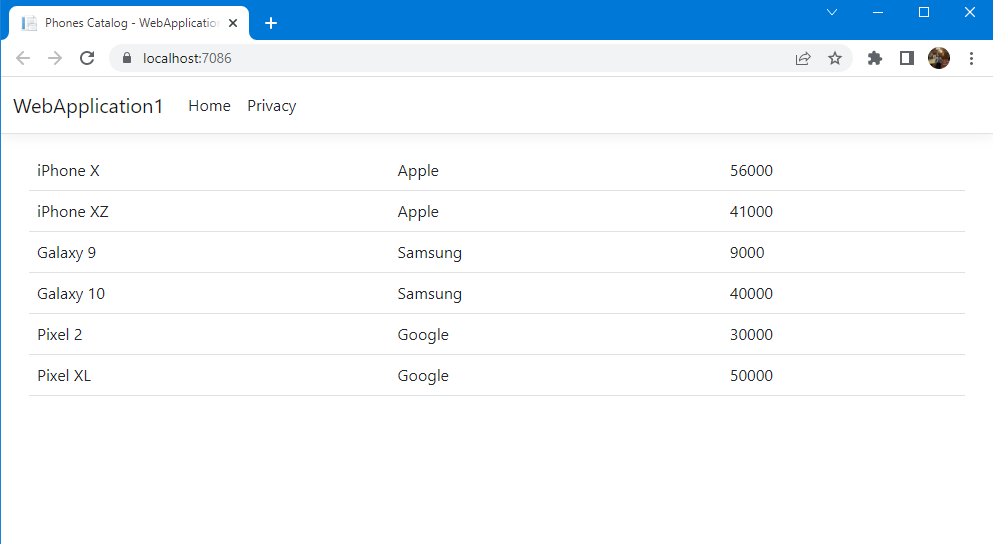 Phones Catalog - WebApplication
localhost:7086
WebApplication1 Home Privacy
iPhone X Apple 56000
iPhone XZ Apple 41000
Galaxy 9 Samsung 9000
Galaxy 10 Samsung 40000
Pixel 2 Google 30000
Pixel XL Google 50000